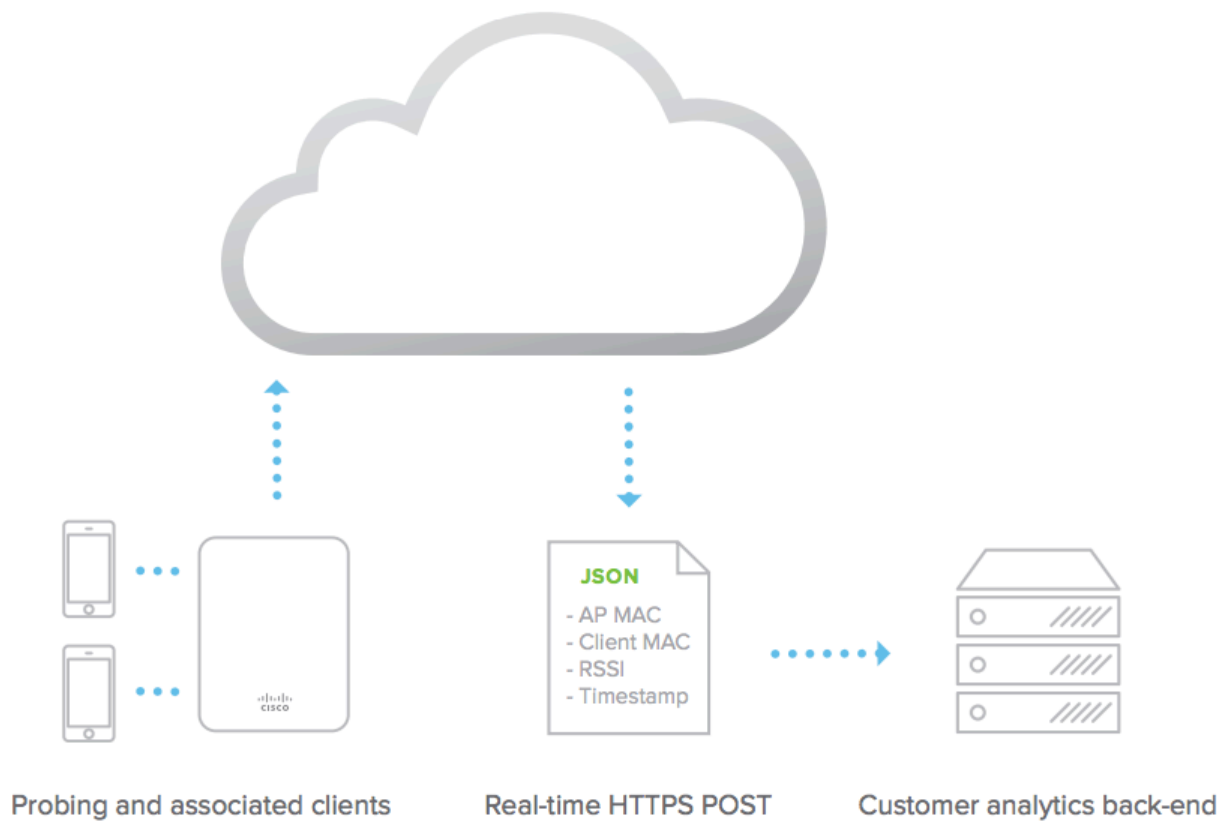 JSON
- AP MAC
- Client MAC
- RSSI
- Timestamp
CISCO
Probing and associated clients
Real-time HTTPS POST
Customer analytics back-end